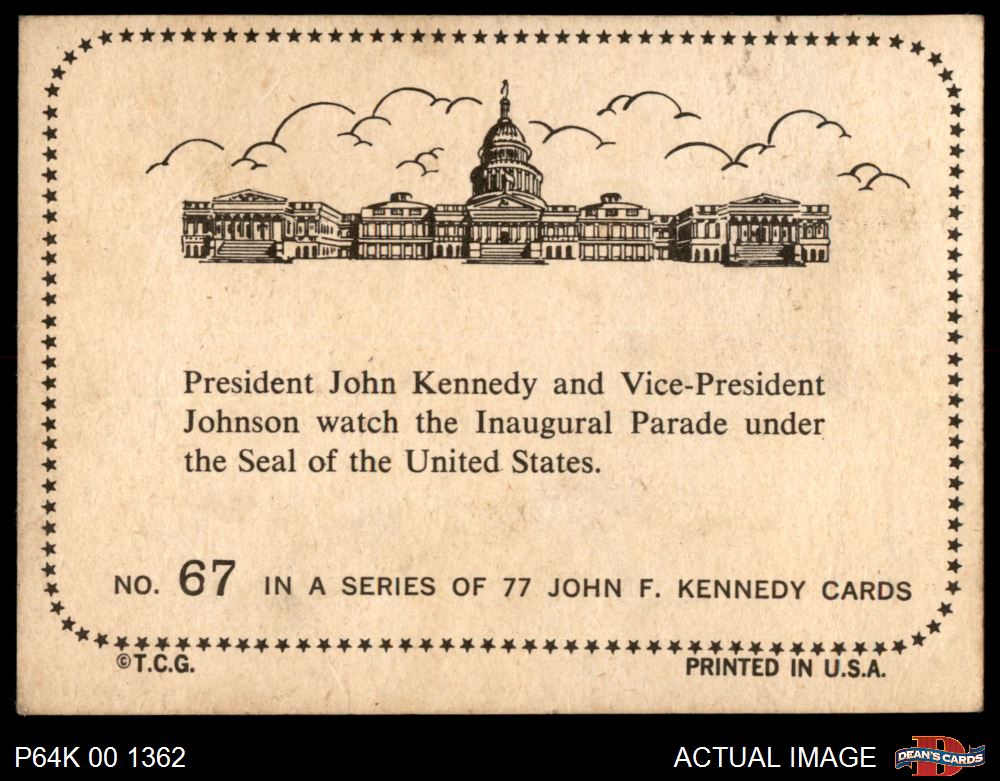 President John Kennedy and Vice-President
Johnson watch the Inaugural Parade under
the Seal of the United States.
NO. 67 IN A SERIES OF 77 JOHN F. KENNEDY CARDS
©T.C.G. PRINTED IN U.S.A.
P64K 00 1362 ACTUAL IMAGE DEAN'S CARDS